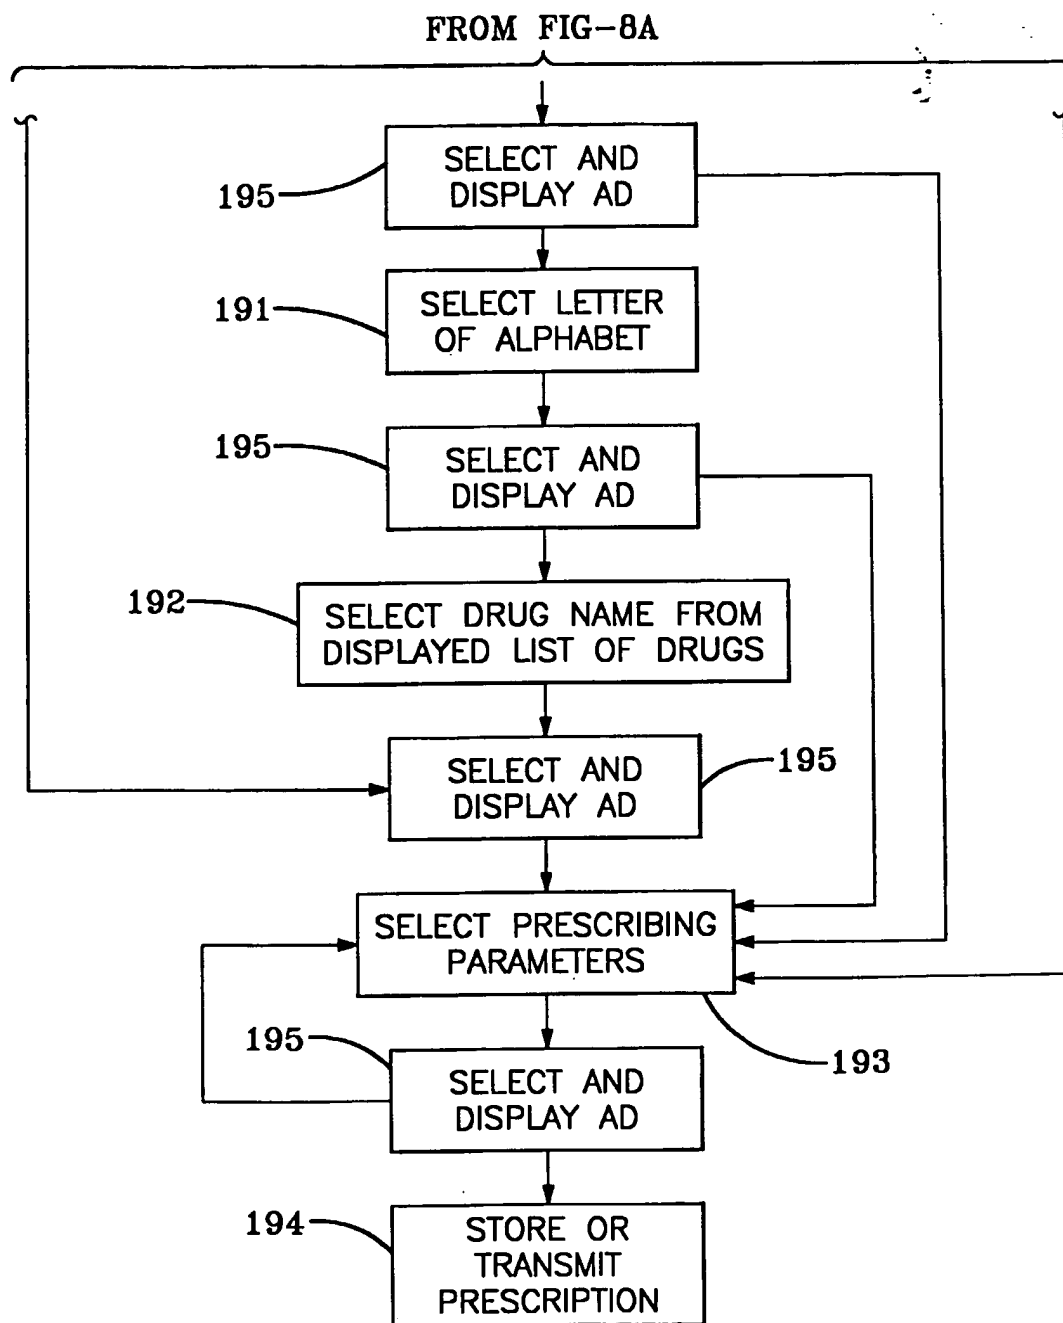 FROM FIG-8A
195
SELECT AND
DISPLAY AD
191
SELECT LETTER
OF ALPHABET
195
SELECT AND
DISPLAY AD
192
SELECT DRUG NAME FROM
DISPLAYED LIST OF DRUGS
SELECT AND
DISPLAY AD
195
SELECT PRESCRIBING
PARAMETERS
193
195
SELECT AND
DISPLAY AD
194
STORE OR
TRANSMIT
PRESCRIPTION